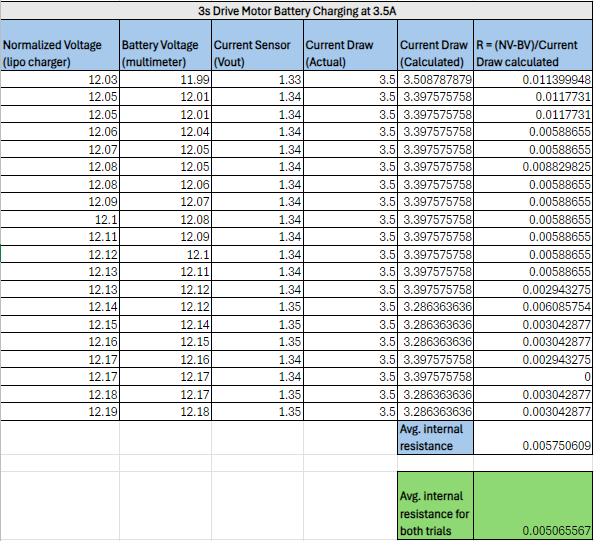 3s Drive Motor Battery Charging at 3.5A
Normalized Voltage (lipo charger) Battery Voltage (multimeter) Current Sensor (Vout) Current Draw (Actual) Current Draw (Calculated) R = (NV-BV)/Current Draw calculated
12.03 11.99 1.33 3.5 3.508787879 0.011399948
12.05 12.01 1.34 3.5 3.397575758 0.0117731
12.05 12.01 1.34 3.5 3.397575758 0.0117731
12.06 12.04 1.34 3.5 3.397575758 0.00588655
12.07 12.05 1.34 3.5 3.397575758 0.00588655
12.08 12.05 1.34 3.5 3.397575758 0.008829825
12.08 12.06 1.34 3.5 3.397575758 0.00588655
12.09 12.07 1.34 3.5 3.397575758 0.00588655
12.1 12.08 1.34 3.5 3.397575758 0.00588655
12.11 12.09 1.34 3.5 3.397575758 0.00588655
12.12 12.1 1.34 3.5 3.397575758 0.00588655
12.13 12.11 1.34 3.5 3.397575758 0.00588655
12.13 12.12 1.34 3.5 3.397575758 0.002943275
12.14 12.12 1.35 3.5 3.286363636 0.006085754
12.15 12.14 1.35 3.5 3.286363636 0.003042877
12.16 12.15 1.35 3.5 3.286363636 0.003042877
12.17 12.16 1.34 3.5 3.397575758 0.002943275
12.17 12.17 1.34 3.5 3.397575758 0
12.18 12.17 1.35 3.5 3.286363636 0.003042877
12.19 12.18 1.35 3.5 3.286363636 0.003042877
Avg. internal
resistance 0.005750609
Avg. internal
resistance for
both trials 0.005065567